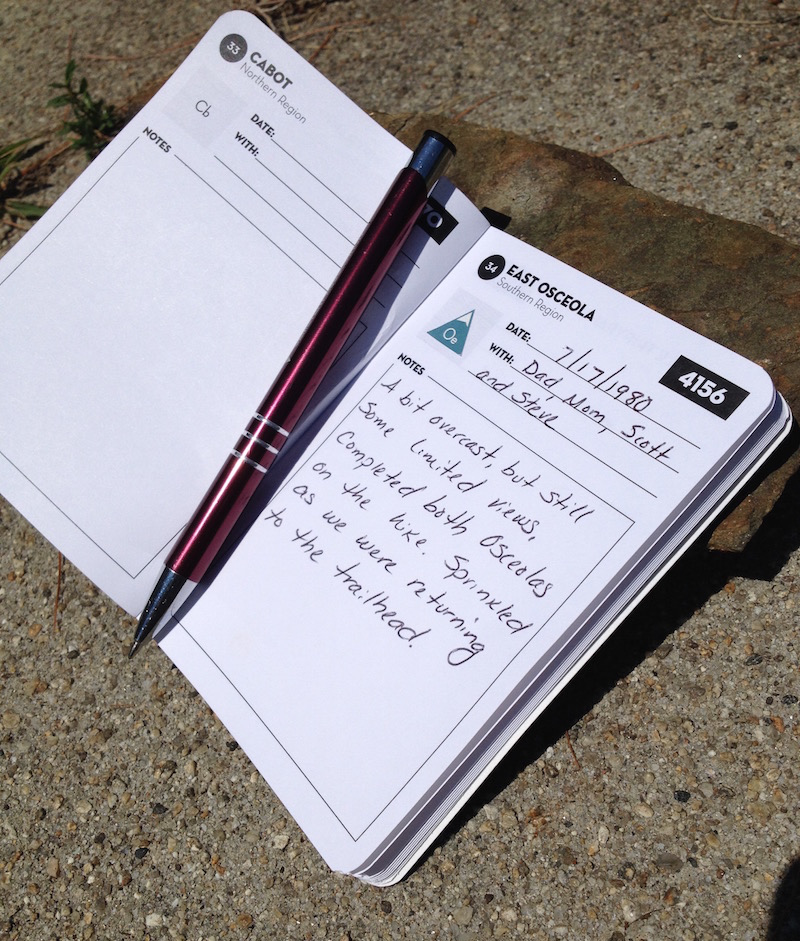 33 CABOT
Northern Region
Cb
DATE:
WITH:
NOTES
70
34 EAST OSCEOLA
Southern Region
Oe
DATE: 7/17/1980
WITH: Dad, Mom, Scott
and Steve
4156
NOTES
A bit overcast, but still
some limited views,
Completed both Osceolas
on the hike. Sprinkled
as we were returning
to the trailhead.